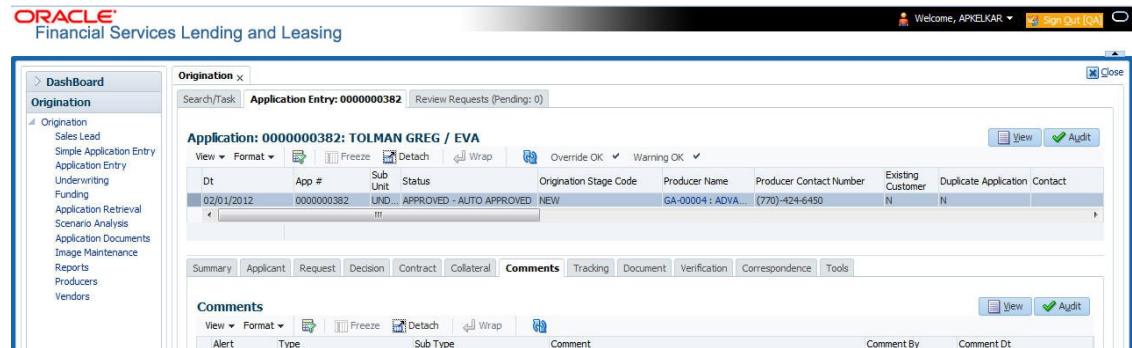 ORACLE
Financial Services Lending and Leasing
Welcome, APKELKAR
Sign Out [QA]
Close
DashBoard
Origination
Origination
Sales Lead
Simple Application Entry
Application Entry
Underwriting
Funding
Application Retrieval
Scenario Analysis
Application Documents
Image Maintenance
Reports
Producers
Vendors
Origination
Search/Task Application Entry: 0000000382 Review Requests (Pending: 0)
Application: 0000000382: TOLMAN GREG / EVA
View Audit
View Format Freeze Detach Wrap Override OK Warning OK
Dt App # Sub Unit Status Origination Stage Code Producer Name Producer Contact Number Existing Customer Duplicate Application Contact
02/01/2012 0000000382 UND... APPROVED - AUTO APPROVED NEW GA-00004 : ADVA... (770)-424-6450 N N
Summary Applicant Request Decision Contract Collateral Comments Tracking Document Verification Correspondence Tools
Comments
View Audit
View Format Freeze Detach Wrap
Alert Type Sub Type Comment Comment By Comment Dt